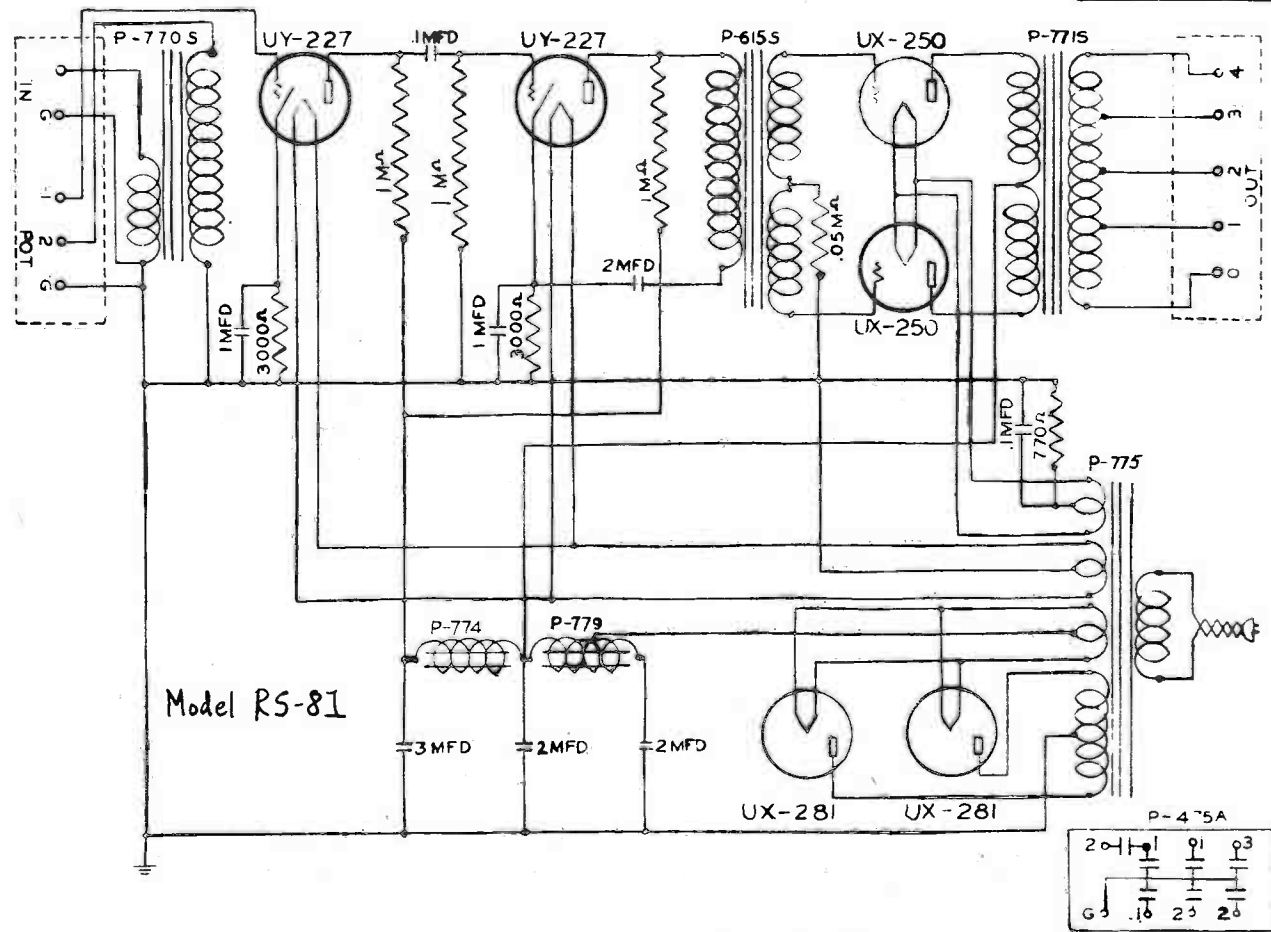 P-770S
UY-227
.1MFD
UY-227
P-615S
UX-250
P-771S
IN
G
1
POT
2
G
1MΩ
1MΩ
1MΩ
.05MΩ
2MFD
UX-250
4
3
2
1
0
OUT
1MFD
3000Ω
1MFD
3000Ω
.1MFD
770Ω
P-775
P-774
P-779
Model RS-81
3MFD
2MFD
2MFD
UX-281
UX-281
2
1
1
3
G
.1
2
2